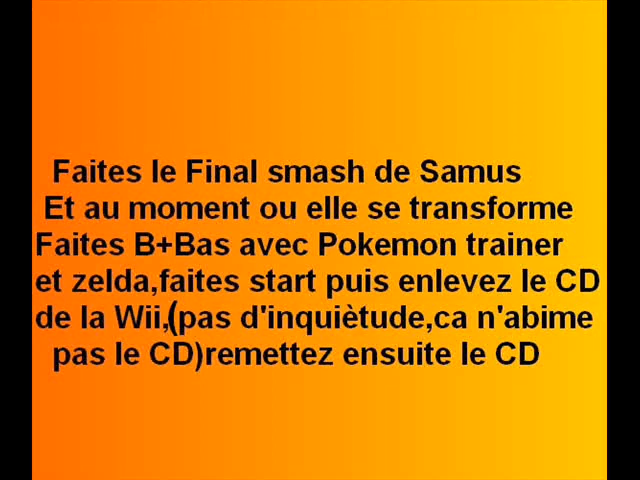 Faites le Final smash de Samus
Et au moment ou elle se transforme
Faites B+Bas avec Pokemon trainer
et zelda,faites start puis enlevez le CD
de la Wii,(pas d'inquiètude,ca n'abime
pas le CD)remettez ensuite le CD